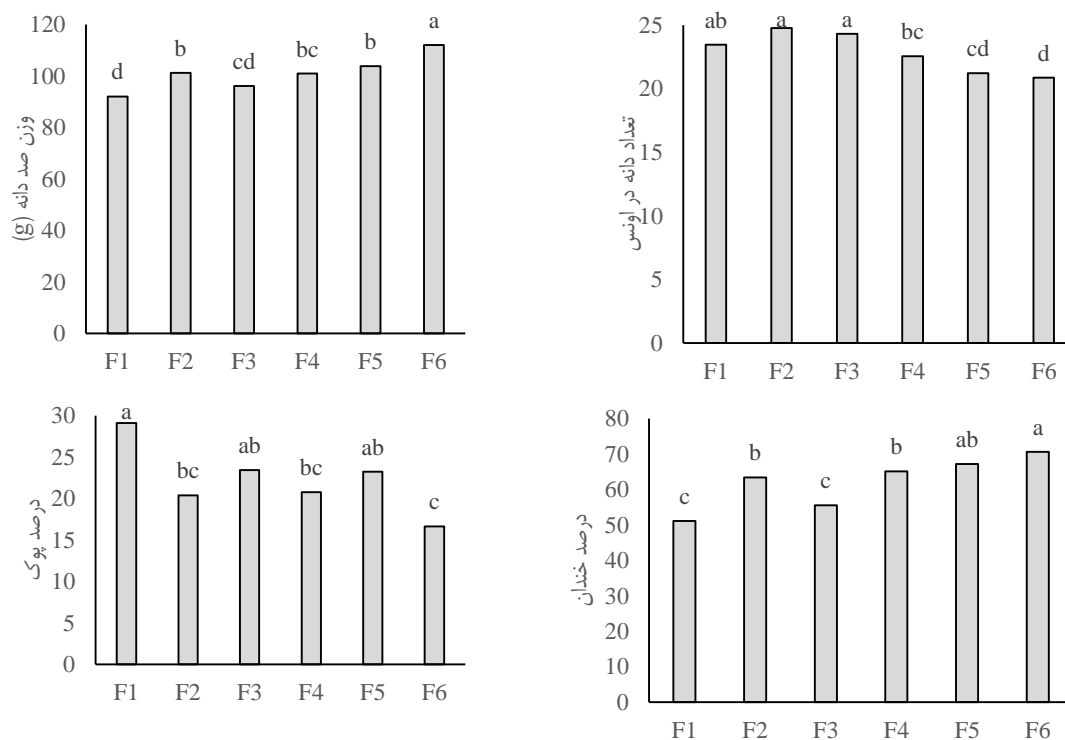 وزن صد دانه (g)
120
100
80
60
40
20
0
d
b
cd
bc
b
a
F1 F2 F3 F4 F5 F6
تعداد دانه در اونس
25
20
15
10
5
0
ab
a
a
bc
cd
d
F1 F2 F3 F4 F5 F6
درصد پوک
30
25
20
15
10
5
0
a
bc
ab
bc
ab
c
F1 F2 F3 F4 F5 F6
درصد خندان
80
70
60
50
40
30
20
10
0
c
b
c
b
ab
a
F1 F2 F3 F4 F5 F6